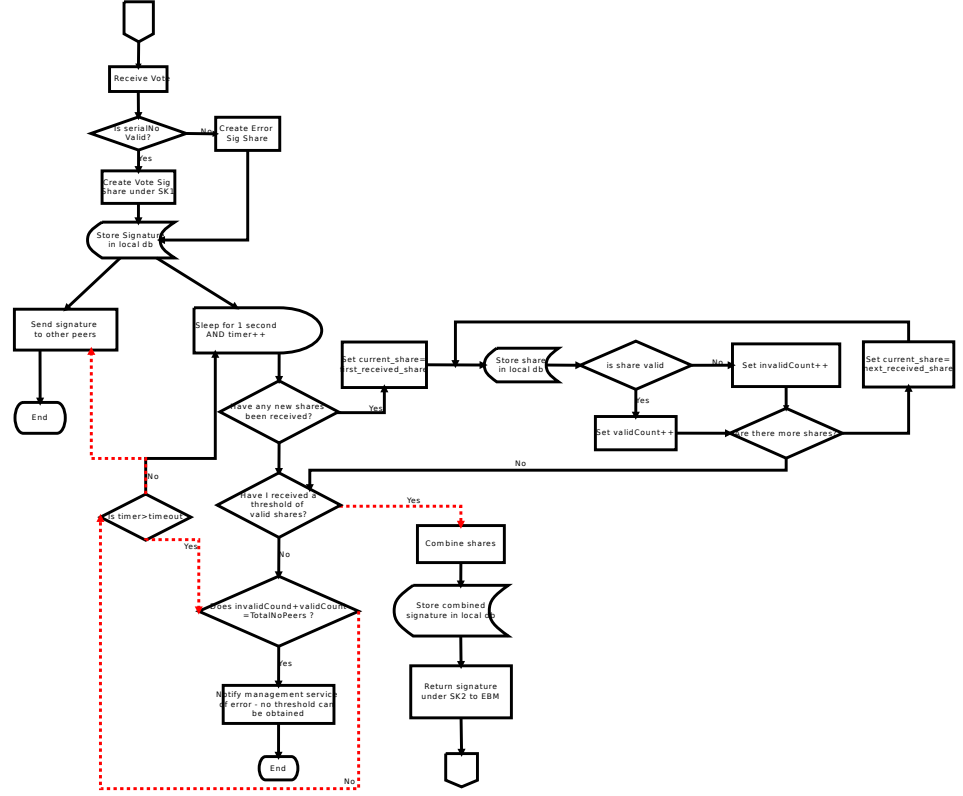 Receive Vote
Is serialNo
Valid?
No
Create Error
Sig Share
Yes
Create Vote Sig
Share under SK1
Store Signature
in local db
Send signature
to other peers
End
Sleep for 1 second
AND timer++
Have any new shares
been received?
Yes
Set current_share=
first_received_share
Store share
in local db
is share valid
No
Set invalidCount++
Yes
Set validCount++
Are there more shares?
Set current_share=
next_received_share
No
Have I received a
threshold of
valid shares?
Yes
No
Is timer>timeout
No
Yes
Does invalidCound+validCount
=TotalNoPeers ?
Yes
No
Notify management service
of error - no threshold can
be obtained
End
Combine shares
Store combined
signature in local db
Return signature
under SK2 to EBM